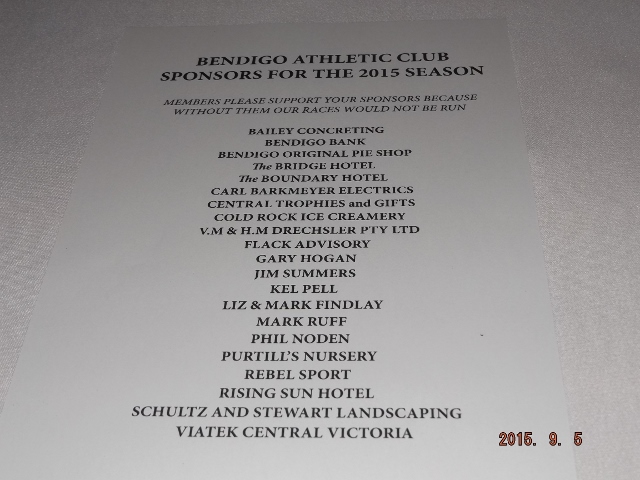 BENDIGO ATHLETIC CLUB
SPONSORS FOR THE 2015 SEASON
MEMBERS PLEASE SUPPORT YOUR SPONSORS BECAUSE
WITHOUT THEM OUR RACES WOULD NOT BE RUN
BAILEY CONCRETING
BENDIGO BANK
BENDIGO ORIGINAL PIE SHOP
The BRIDGE HOTEL
The BOUNDARY HOTEL
CARL BARKMEYER ELECTRICS
CENTRAL TROPHIES and GIFTS
COLD ROCK ICE CREAMERY
V.M & H.M DRECHSLER PTY LTD
FLACK ADVISORY
GARY HOGAN
JIM SUMMERS
KEL PELL
LIZ & MARK FINDLAY
MARK RUFF
PHIL NODEN
PURTILL'S NURSERY
REBEL SPORT
RISING SUN HOTEL
SCHULTZ AND STEWART LANDSCAPING
VIATEK CENTRAL VICTORIA
2015. 9. 5